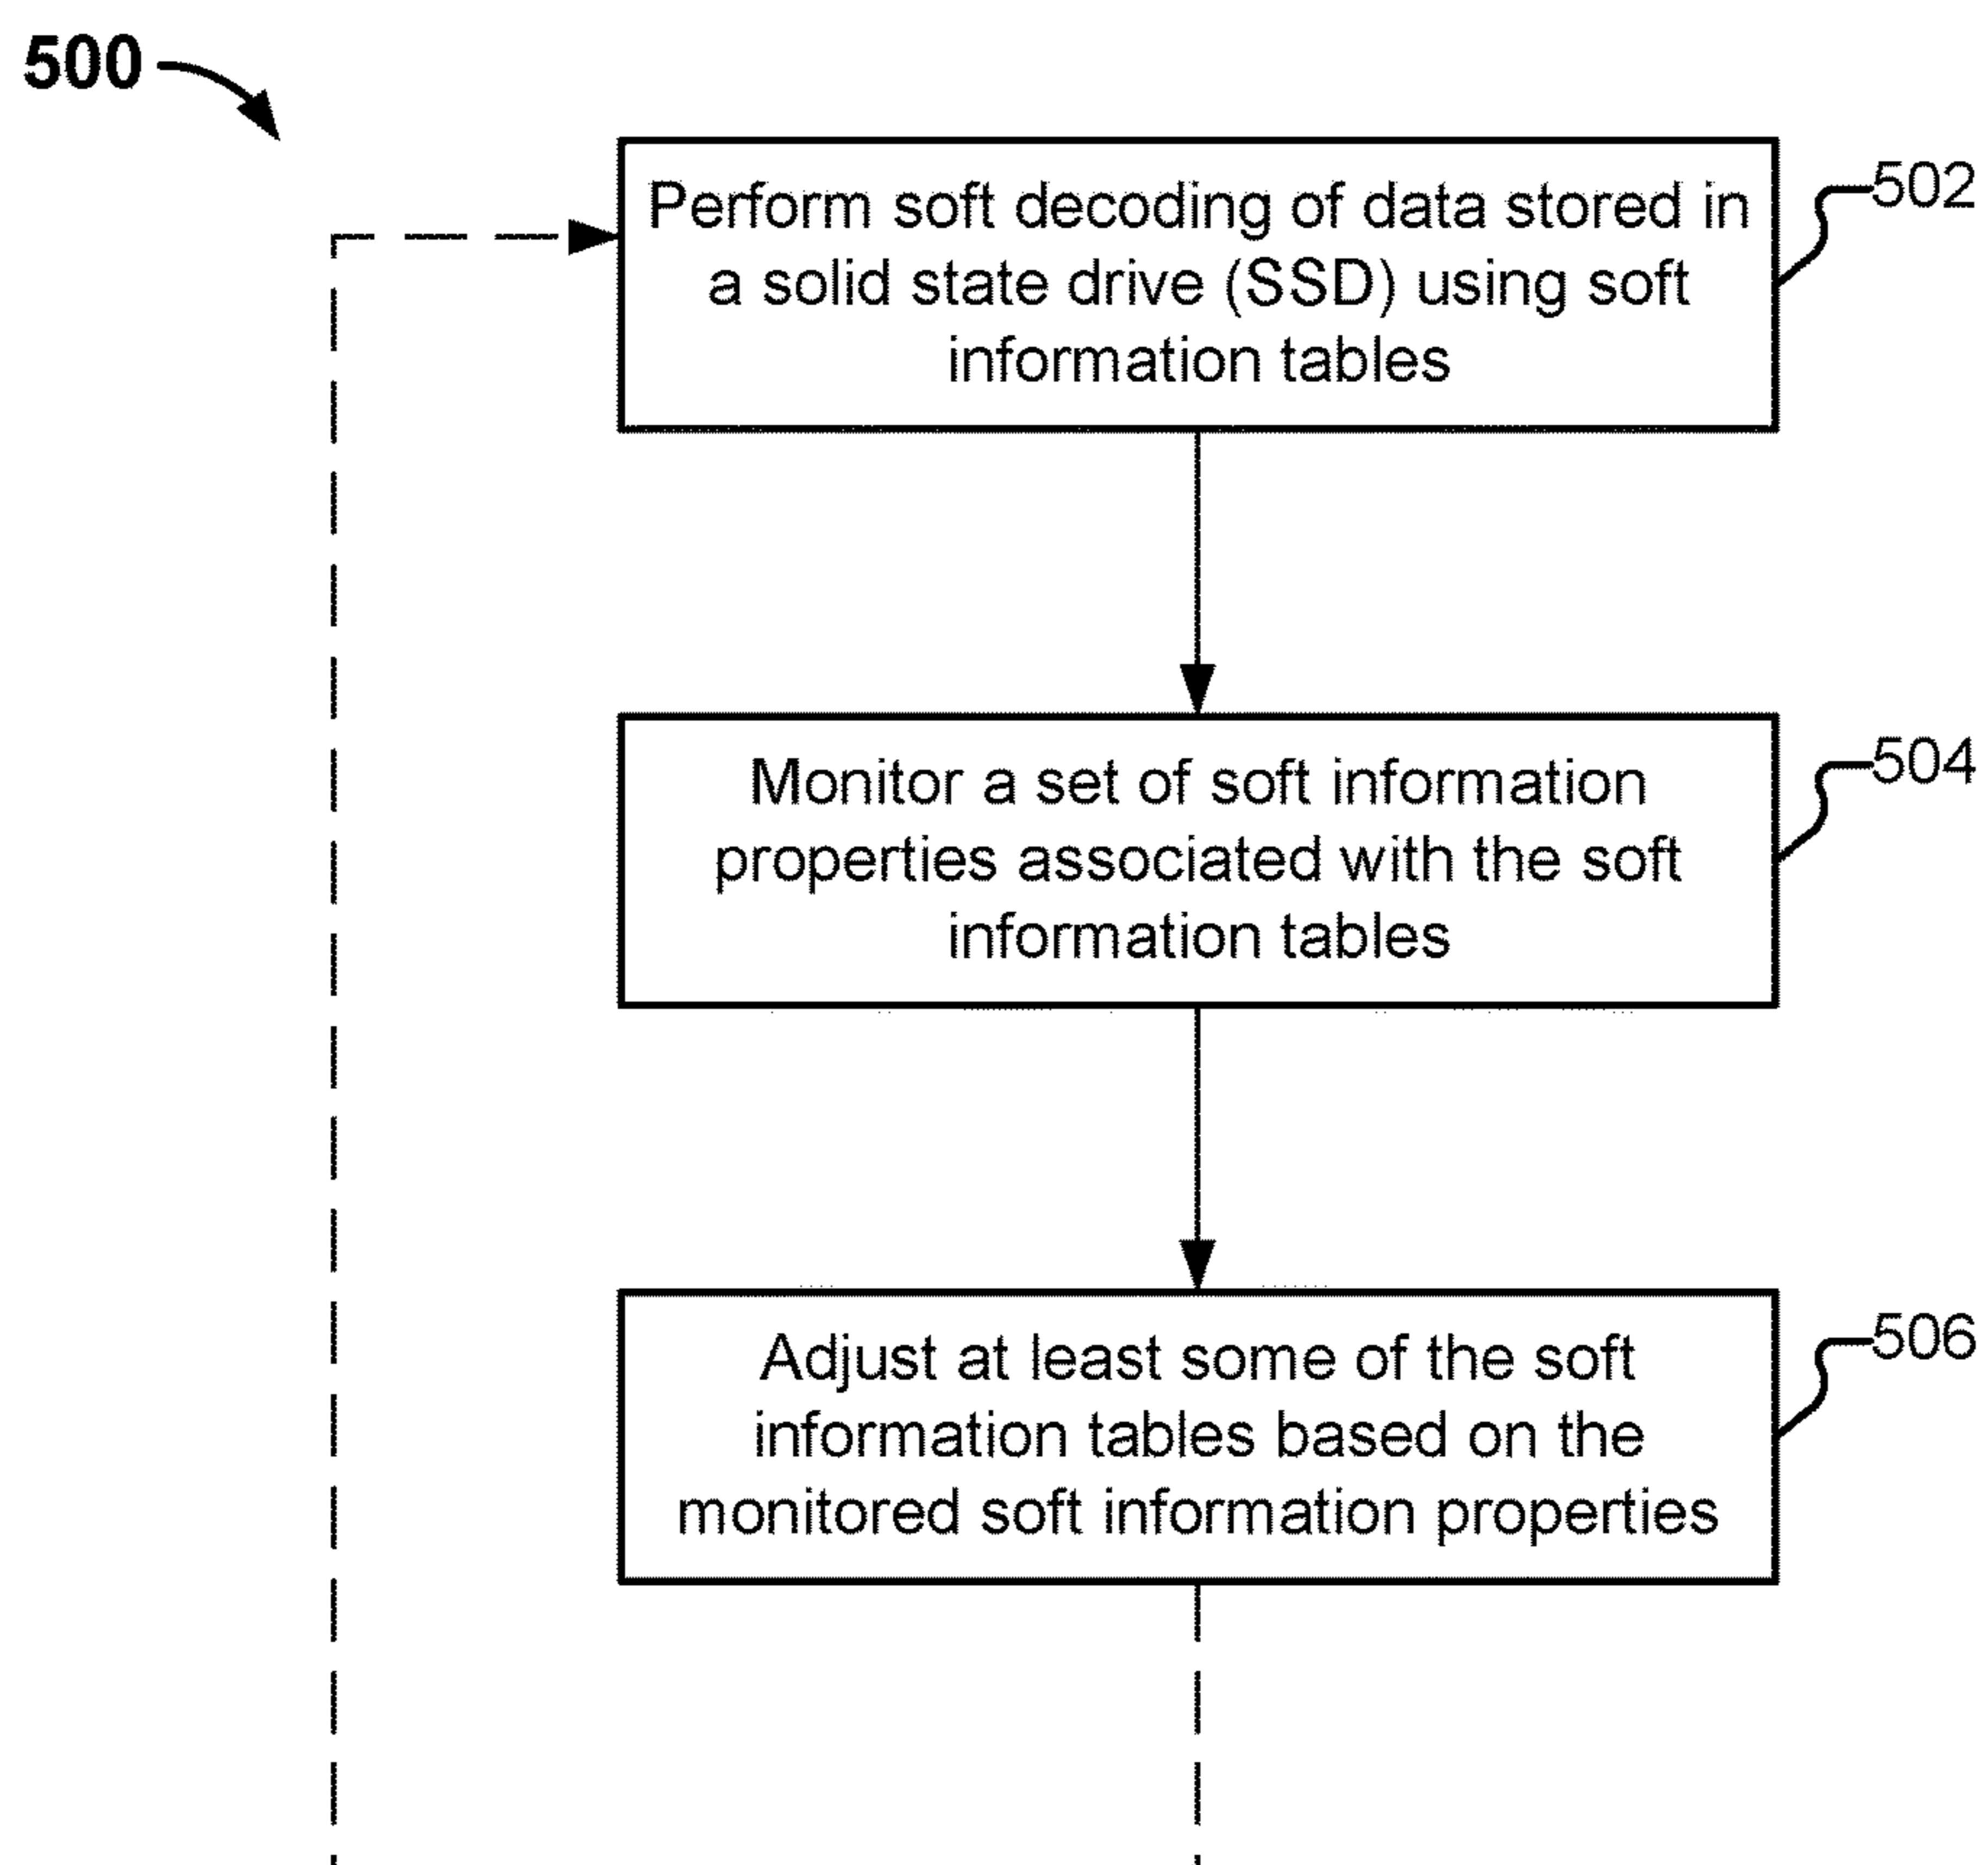 500
Perform soft decoding of data stored in
a solid state drive (SSD) using soft
information tables
502
Monitor a set of soft information
properties associated with the soft
information tables
504
Adjust at least some of the soft
information tables based on the
monitored soft information properties
506